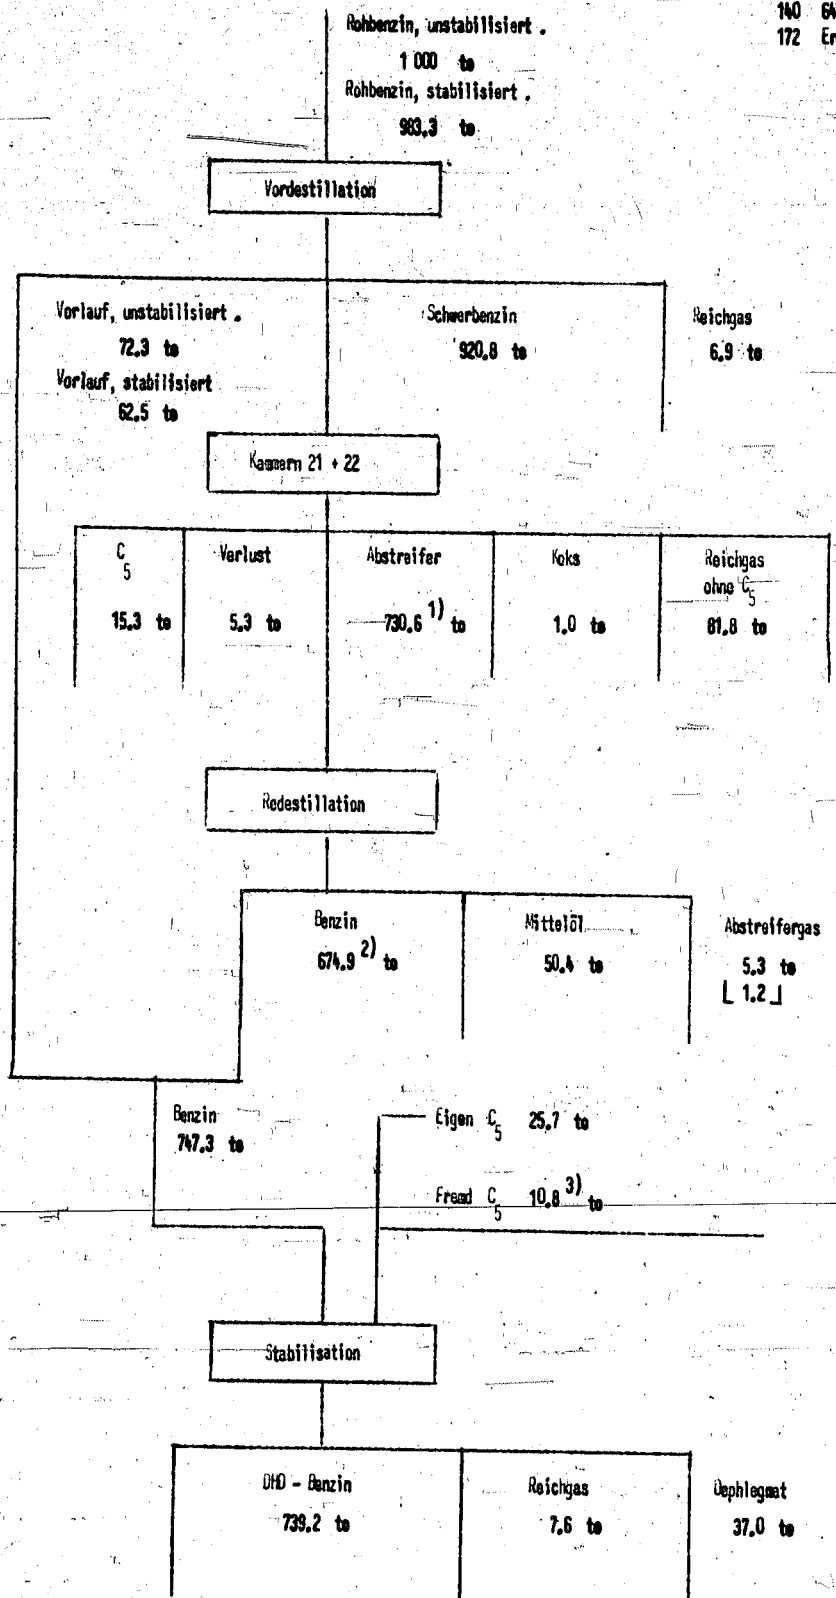 140 64
172 Er
Rohbenzin, unstabilisiert .
1 000 to
Rohbenzin, stabilisiert .
983,3 to
Vordestillation
Vorlauf, unstabilisiert .
72.3 to
Vorlauf, stabilisiert
62.5 to
Schwerbenzin
920.8 to
Reichgas
6.9 to
Kammern 21 + 22
C5
15.3 to
Verlust
5.3 to
Abstreifer
730.6 1) to
Koks
1.0 to
Reichgas
ohne C5
81.8 to
Redestillation
Benzin
674.9 2) to
Mittelöl
50.4 to
Abstreifergas
5.3 to
[ 1.2 ]
Benzin
747.3 to
Eigen C5 25.7 to
Fremd C5 10.8 3) to
Stabilisation
DHD - Benzin
739.2 to
Reichgas
7.6 to
Dephlegmat
37.0 to